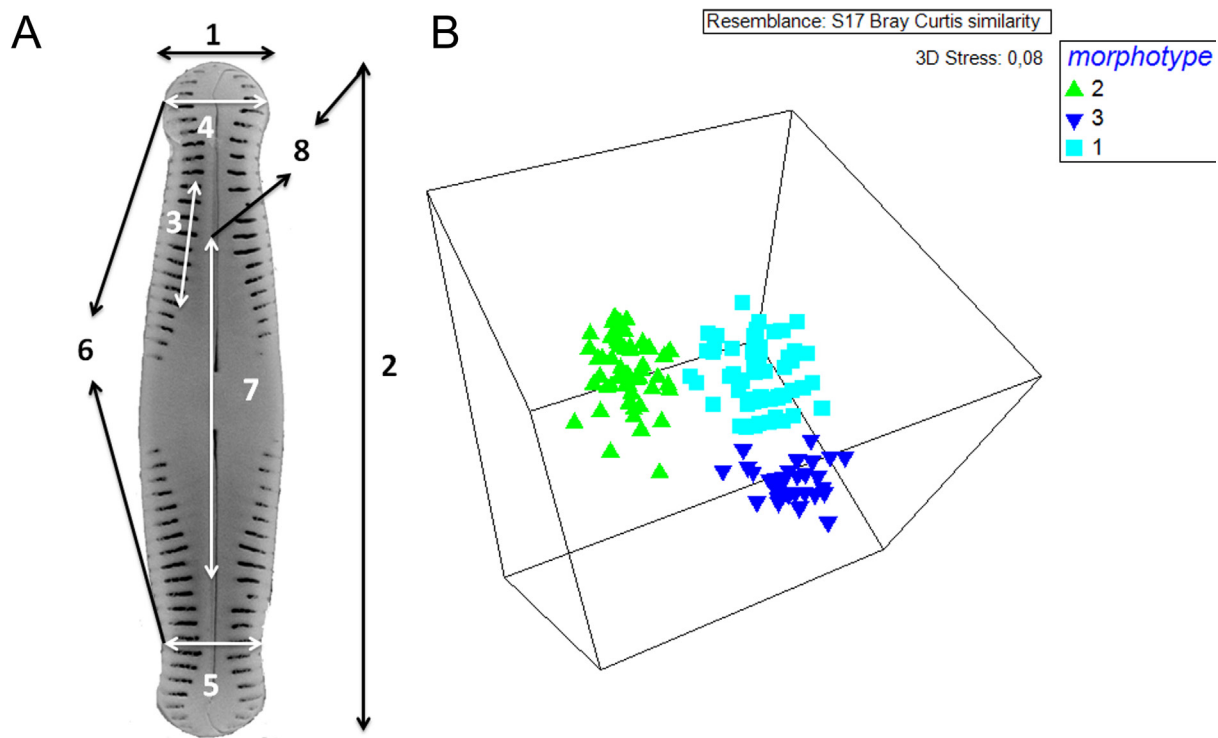 A
1
4
8
3
6
2
7
5
B
Resemblance: S17 Bray Curtis similarity
3D Stress: 0,08
morphotype
2
3
1